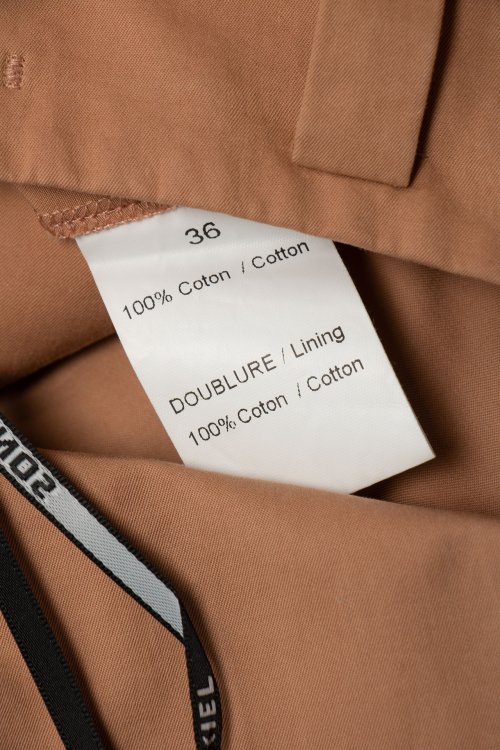 36
100% Coton / Cotton
DOUBLURE / Lining
100% Coton / Cotton